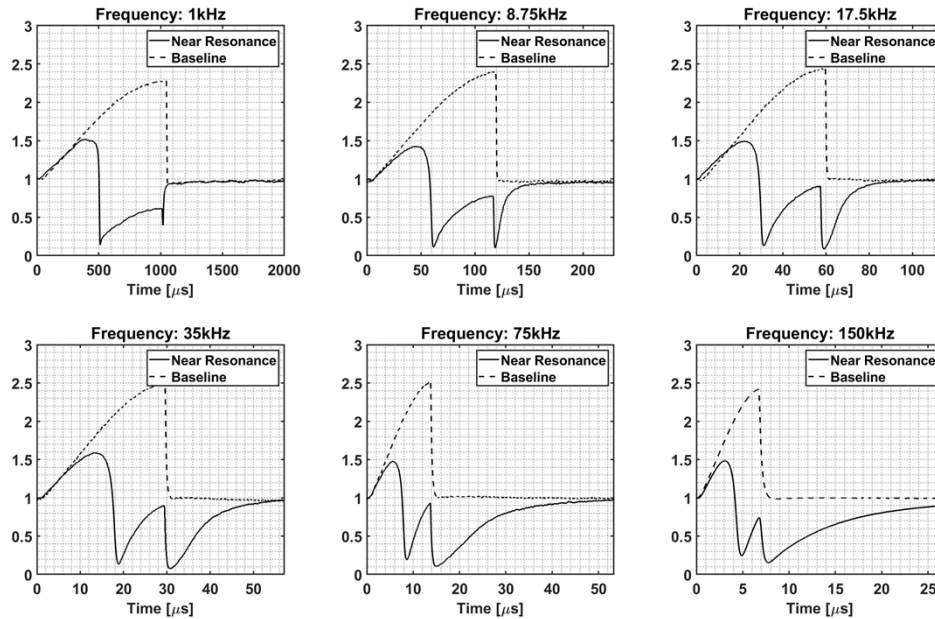 Frequency: 1kHz
3
2.5
2
1.5
1
0.5
0
Near Resonance
Baseline
0 500 1000 1500 2000
Time [μs]
Frequency: 8.75kHz
3
2.5
2
1.5
1
0.5
0
Near Resonance
Baseline
0 50 100 150 200
Time [μs]
Frequency: 17.5kHz
3
2.5
2
1.5
1
0.5
0
Near Resonance
Baseline
0 20 40 60 80 100
Time [μs]
Frequency: 35kHz
3
2.5
2
1.5
1
0.5
0
Near Resonance
Baseline
0 10 20 30 40 50
Time [μs]
Frequency: 75kHz
3
2.5
2
1.5
1
0.5
0
Near Resonance
Baseline
0 10 20 30 40 50
Time [μs]
Frequency: 150kHz
3
2.5
2
1.5
1
0.5
0
Near Resonance
Baseline
0 5 10 15 20 25
Time [μs]